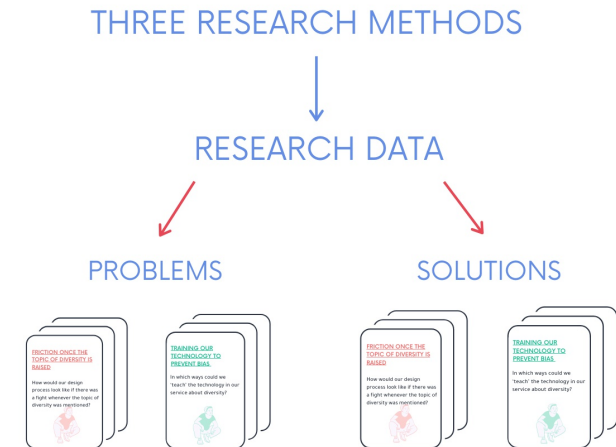 THREE RESEARCH METHODS
RESEARCH DATA
PROBLEMS
SOLUTIONS
FRICTION ONCE THE
TOPIC OF DIVERSITY IS
RAISED
How would our design
process look like if there was
a fight whenever the topic of
diversity was mentioned?
TRAINING OUR
TECHNOLOGY TO
PREVENT BIAS
In which ways could we
'teach' the technology in our
service about diversity?
FRICTION ONCE THE
TOPIC OF DIVERSITY IS
RAISED
How would our design
process look like if there was
a fight whenever the topic of
diversity was mentioned?
TRAINING OUR
TECHNOLOGY TO
PREVENT BIAS
In which ways could we
'teach' the technology in our
service about diversity?